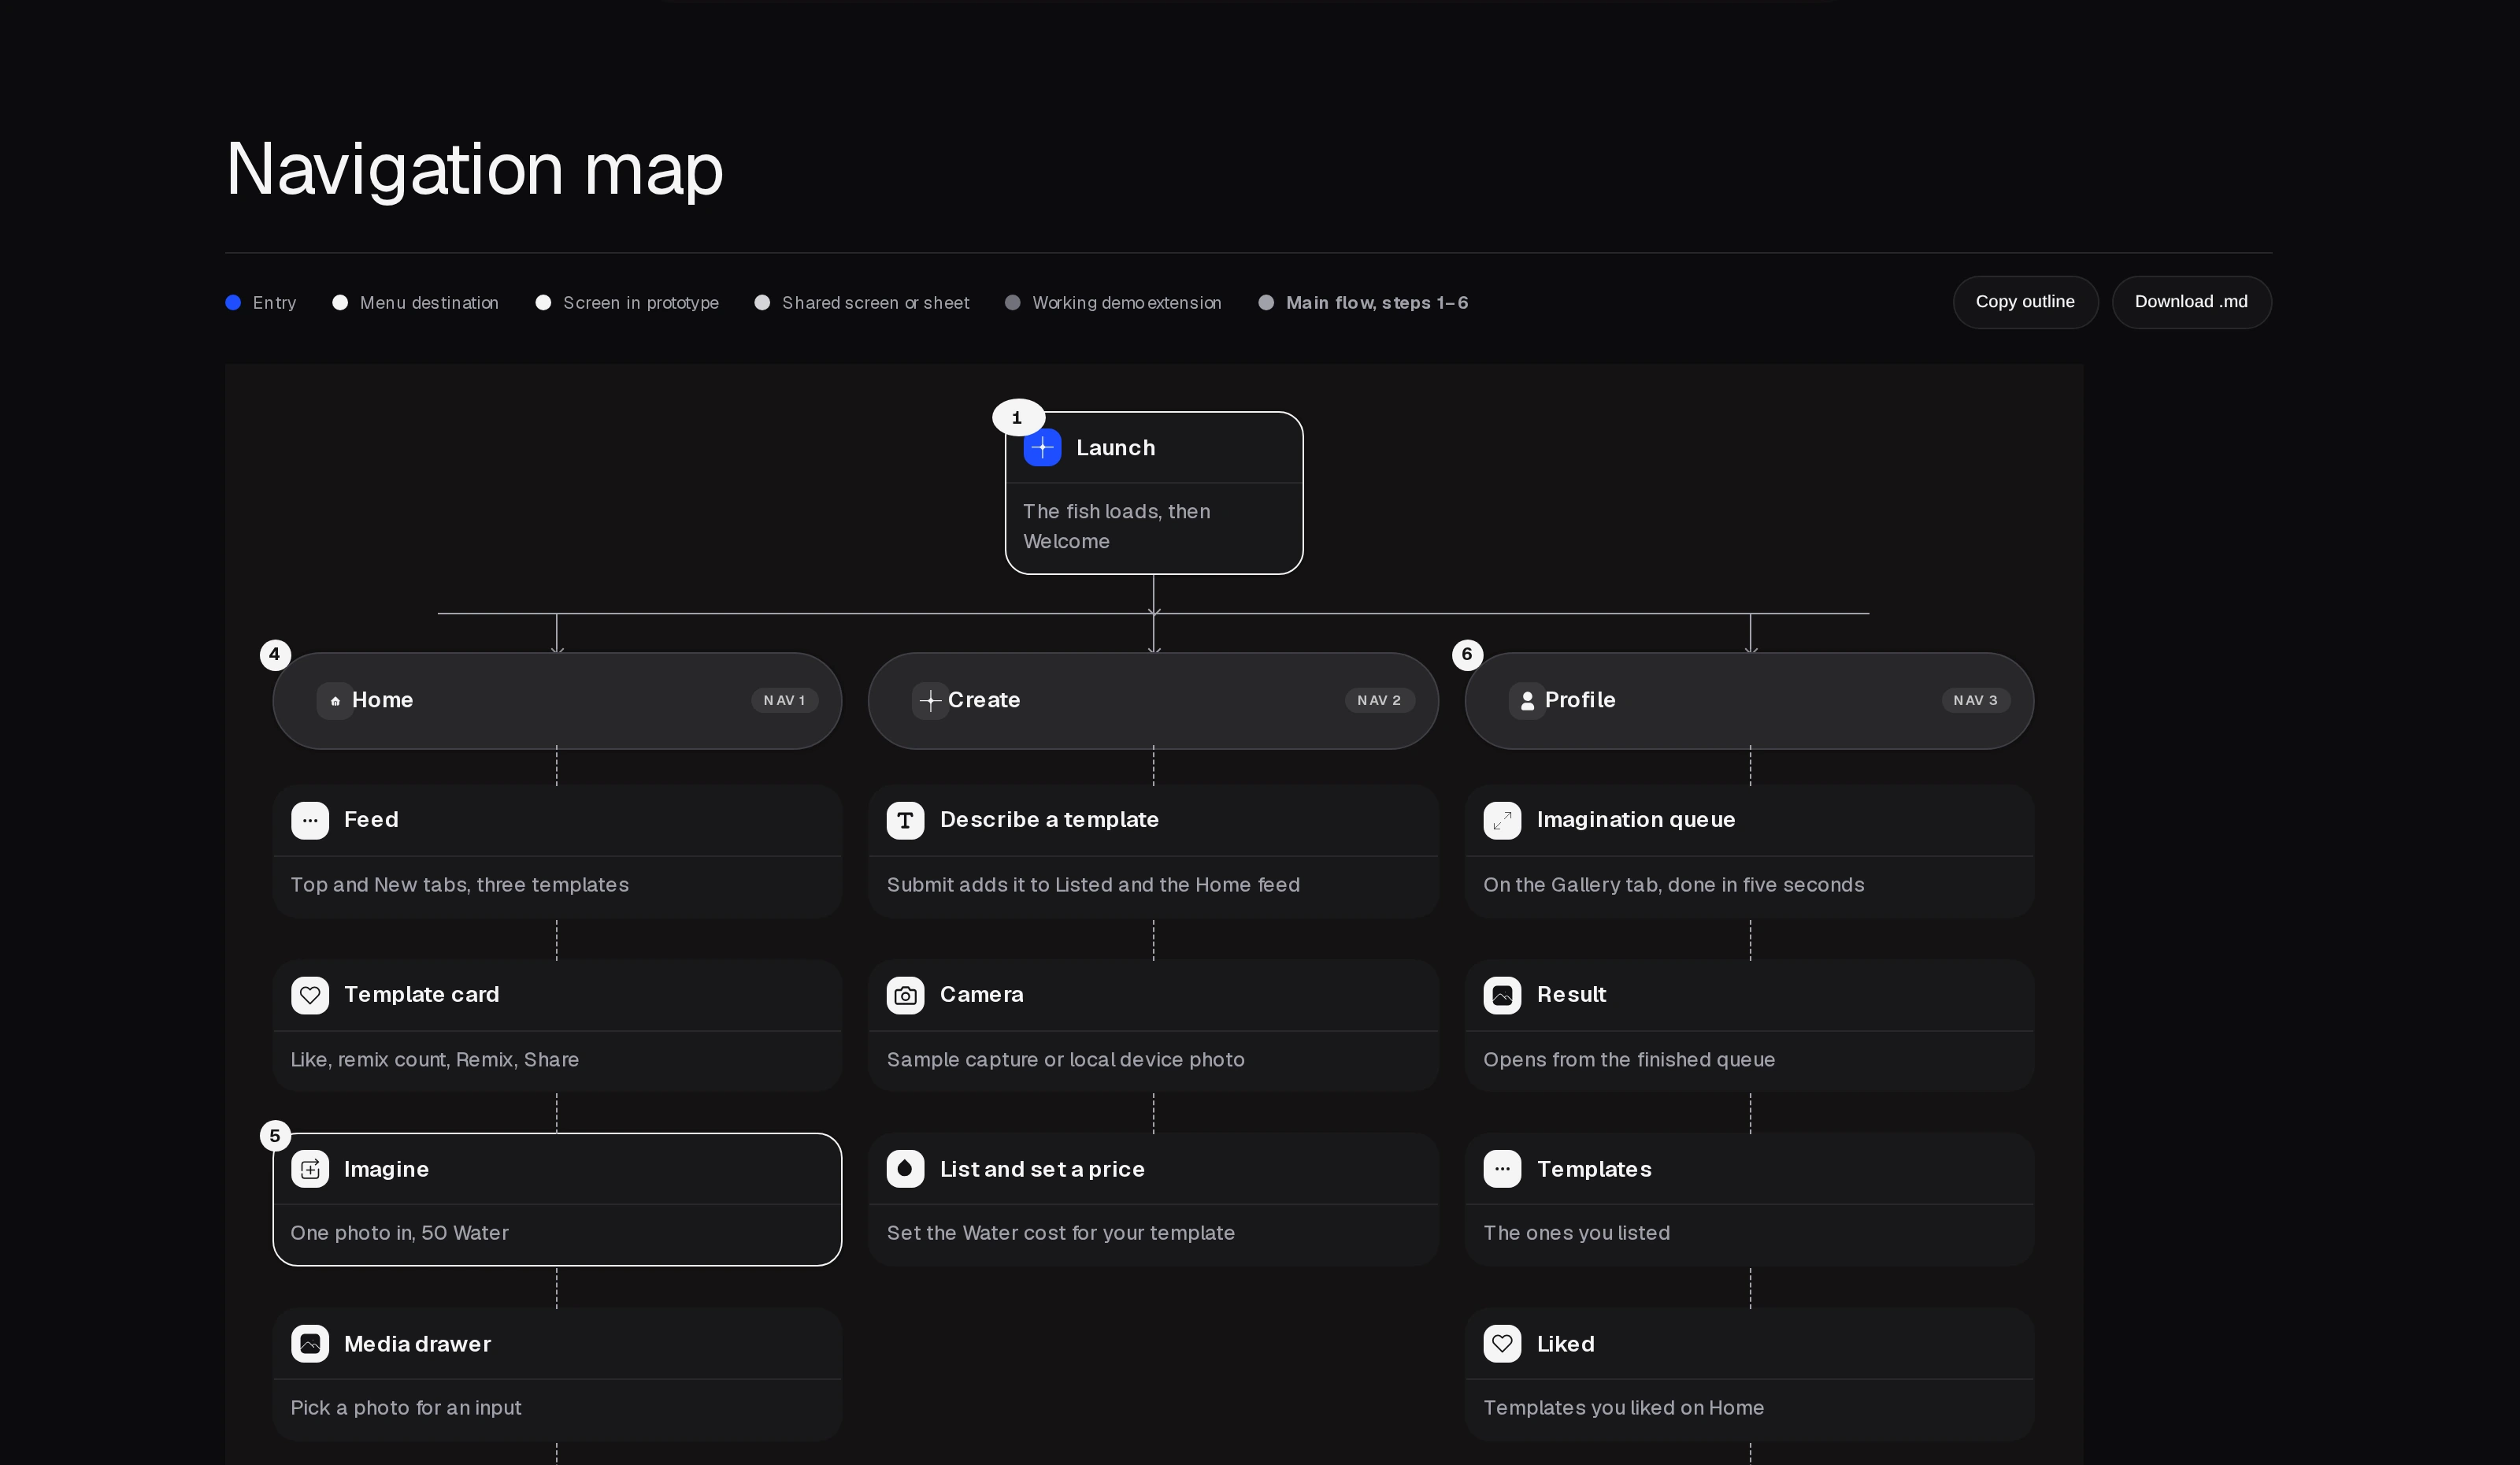 Navigation map
Entry
Menu destination
Screen in prototype
Shared screen or sheet
Working demo extension
Main flow, steps 1–6
Copy outline
Download .md
1
Launch
The fish loads, then
Welcome
4
Home
NAV 1
Create
NAV 2
6
Profile
NAV 3
Feed
Top and New tabs, three templates
Describe a template
Submit adds it to Listed and the Home feed
Imagination queue
On the Gallery tab, done in five seconds
Template card
Like, remix count, Remix, Share
Camera
Sample capture or local device photo
Result
Opens from the finished queue
5
Imagine
One photo in, 50 Water
List and set a price
Set the Water cost for your template
Templates
The ones you listed
Media drawer
Pick a photo for an input
Liked
Templates you liked on Home